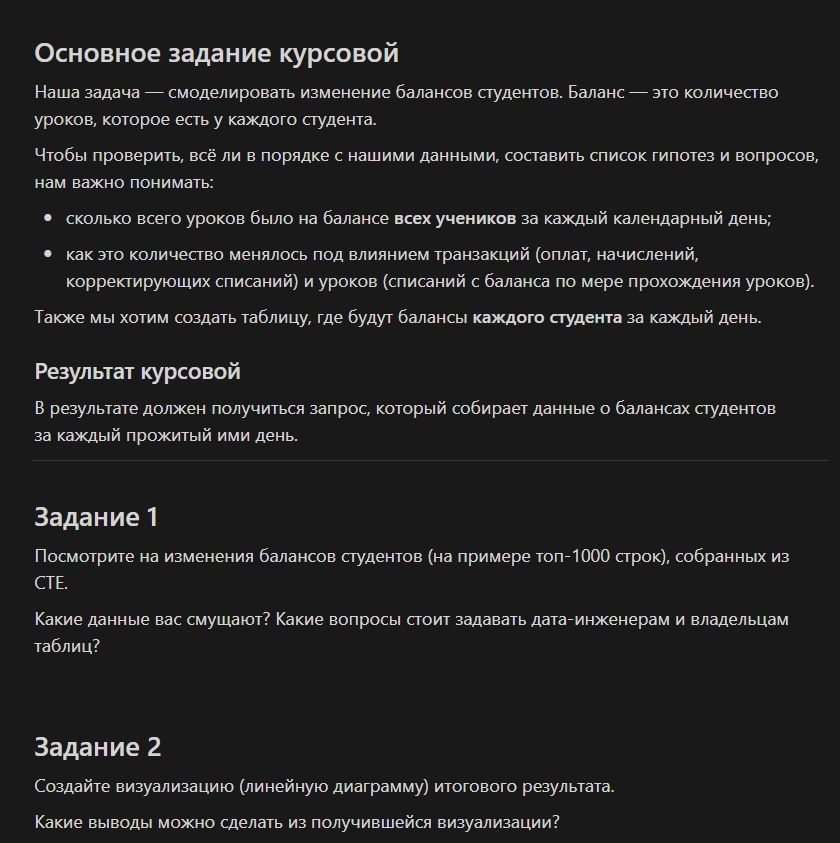 Основное задание курсовой
Наша задача — смоделировать изменение балансов студентов. Баланс — это количество
уроков, которое есть у каждого студента.
Чтобы проверить, всё ли в порядке с нашими данными, составить список гипотез и вопросов,
нам важно понимать:
• сколько всего уроков было на балансе всех учеников за каждый календарный день;
• как это количество менялось под влиянием транзакций (оплат, начислений,
корректирующих списаний) и уроков (списаний с баланса по мере прохождения уроков).
Также мы хотим создать таблицу, где будут балансы каждого студента за каждый день.
Результат курсовой
В результате должен получиться запрос, который собирает данные о балансах студентов
за каждый прожитый ими день.
Задание 1
Посмотрите на изменения балансов студентов (на примере топ-1000 строк), собранных из
CTE.
Какие данные вас смущают? Какие вопросы стоит задавать дата-инженерам и владельцам
таблиц?
Задание 2
Создайте визуализацию (линейную диаграмму) итогового результата.
Какие выводы можно сделать из получившейся визуализации?